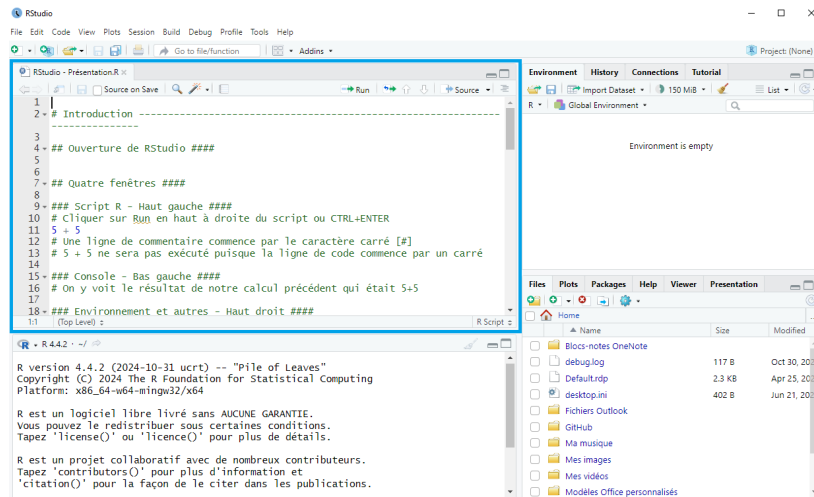 RStudio
File Edit Code View Plots Session Build Debug Profile Tools Help
Go to file/function Addins Project: (None)
RStudio - Présentation.R
Source on Save Run Source
1
2 # Introduction --------------------------------------------------------------
---------------
3
4 ## Ouverture de RStudio ####
5
6
7 ## Quatre fenêtres ####
8
9 ### Script R - Haut gauche ####
10 # Cliquer sur Run en haut à droite du script ou CTRL+ENTER
11 5 + 5
12 # Une ligne de commentaire commence par le caractère carré [#]
13 # 5 + 5 ne sera pas exécuté puisque la ligne de code commence par un carré
14
15 ### Console - Bas gauche ####
16 # On y voit le résultat de notre calcul précédent qui était 5+5
17
18 ### Environnement et autres - Haut droit ####
1:1 (Top Level) R Script
R 4.4.2 · ~/
R version 4.4.2 (2024-10-31 ucrt) -- "Pile of Leaves"
Copyright (C) 2024 The R Foundation for Statistical Computing
Platform: x86_64-w64-mingw32/x64
R est un logiciel libre livré sans AUCUNE GARANTIE.
Vous pouvez le redistribuer sous certaines conditions.
Tapez 'license()' ou 'licence()' pour plus de détails.
R est un projet collaboratif avec de nombreux contributeurs.
Tapez 'contributors()' pour plus d'information et
'citation()' pour la façon de le citer dans les publications.
Environment History Connections Tutorial
Import Dataset 150 MiB List
R Global Environment
Environment is empty
Files Plots Packages Help Viewer Presentation
Home
Name Size Modified
Blocs-notes OneNote
debug.log 117 B Oct 30, 202
Default.rdp 2.3 KB Apr 25, 202
desktop.ini 402 B Jun 21, 202
Fichiers Outlook
GitHub
Ma musique
Mes images
Mes vidéos
Modèles Office personnalisés